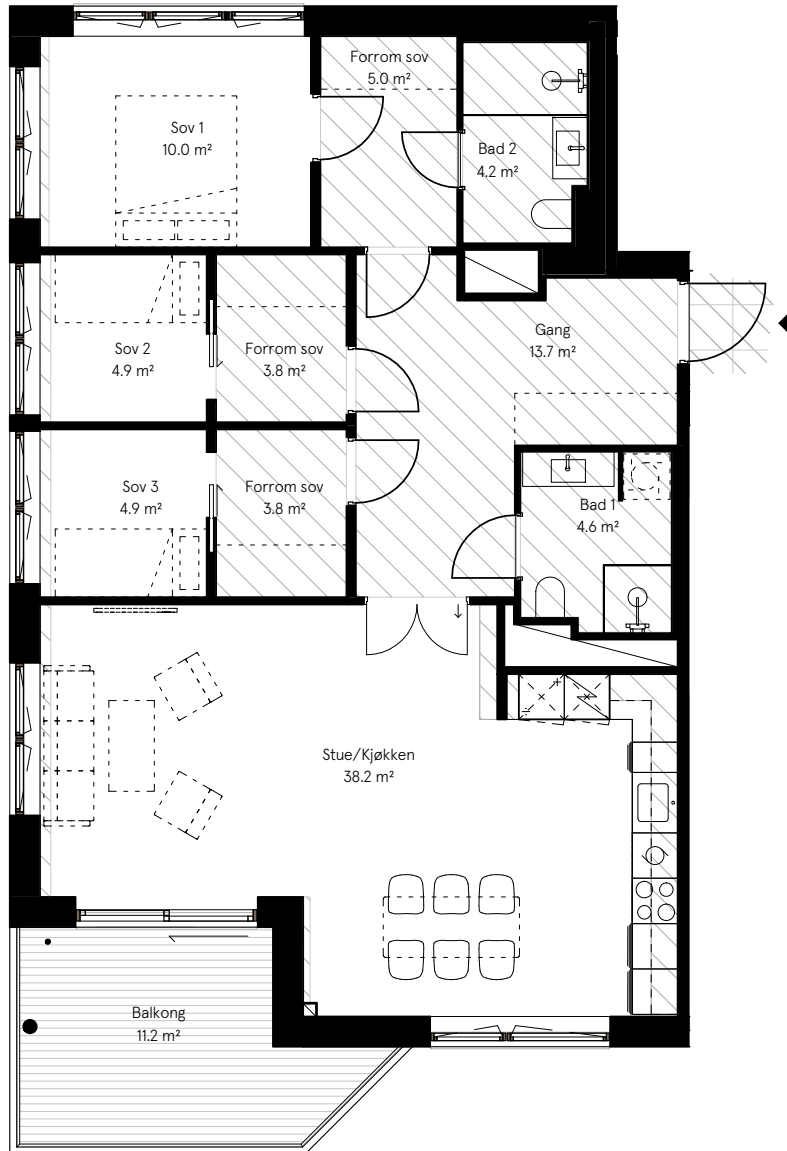 Forrom sov
5.0 m²
Sov 1
10.0 m²
Bad 2
4.2 m²
Gang
13.7 m²
Sov 2
4.9 m²
Forrom sov
3.8 m²
Sov 3
4.9 m²
Forrom sov
3.8 m²
Bad 1
4.6 m²
Stue/Kjøkken
38.2 m²
Balkong
11.2 m²